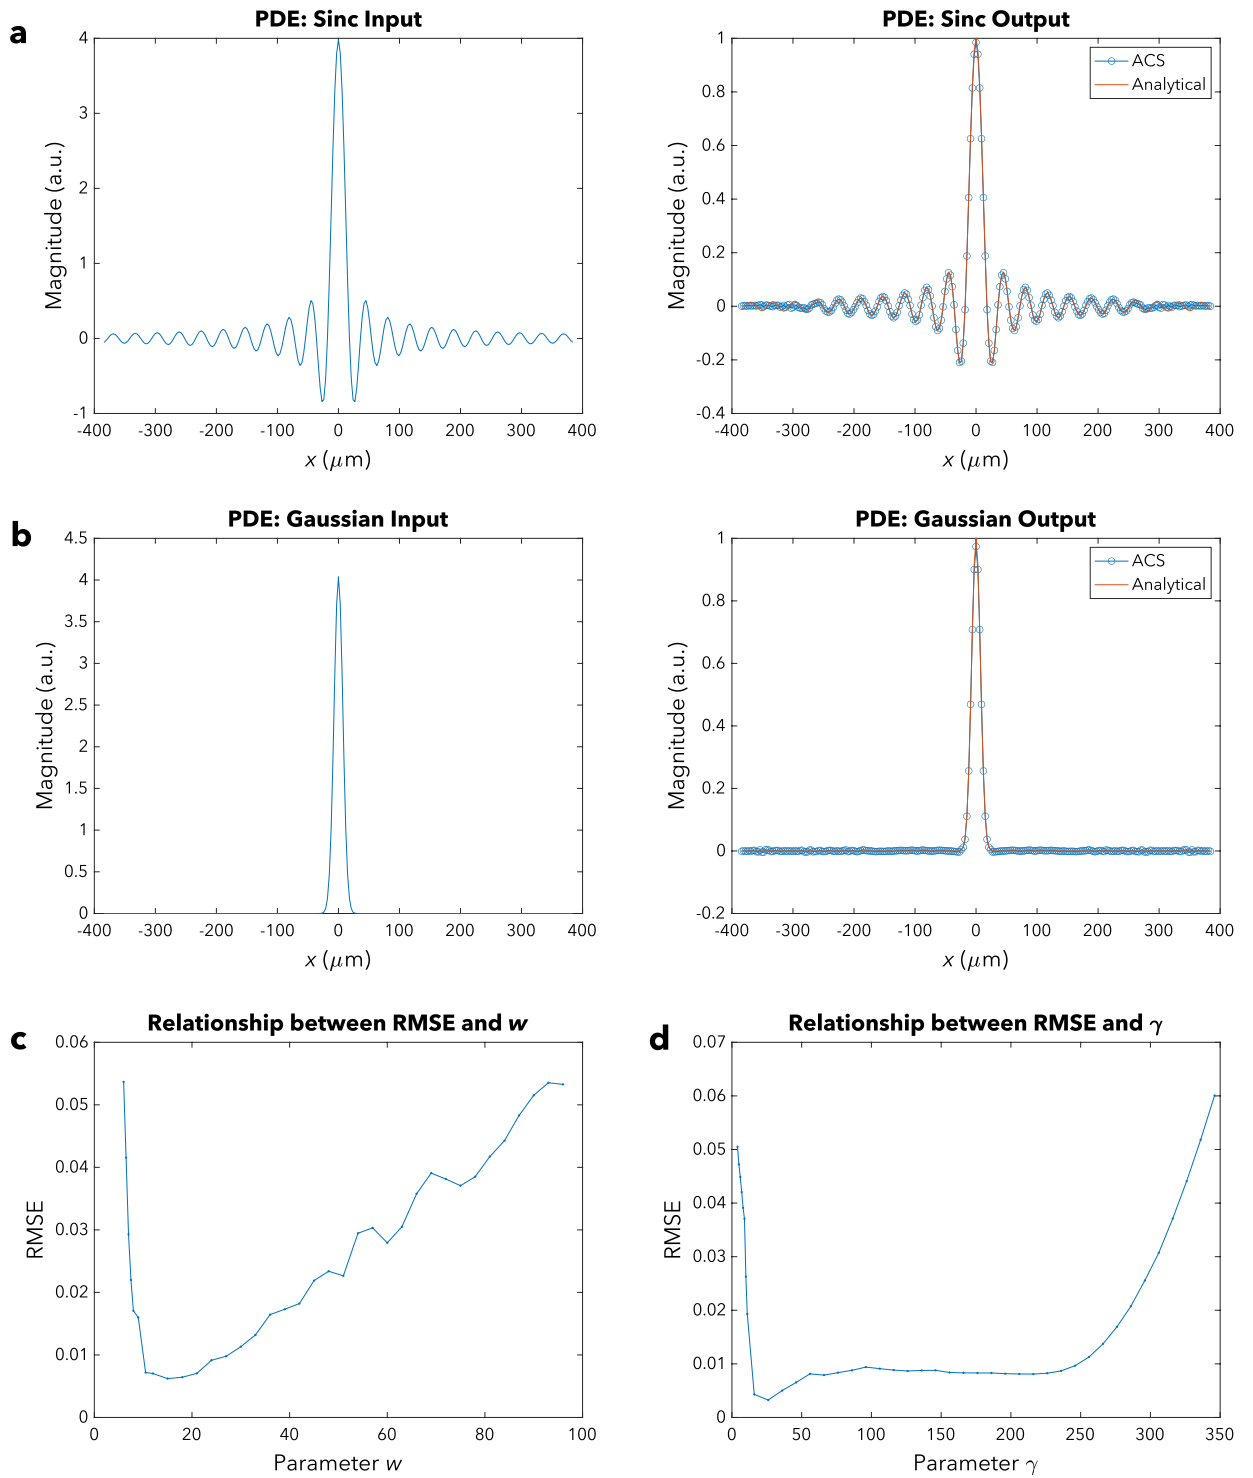 a
PDE: Sinc Input
4
3
2
1
0
-1
-400 -300 -200 -100 0 100 200 300 400
Magnitude (a.u.)
x (μm)
PDE: Sinc Output
ACS
Analytical
1
0.8
0.6
0.4
0.2
0
-0.2
-0.4
-400 -300 -200 -100 0 100 200 300 400
Magnitude (a.u.)
x (μm)
b
PDE: Gaussian Input
4.5
4
3.5
3
2.5
2
1.5
1
0.5
0
-400 -300 -200 -100 0 100 200 300 400
Magnitude (a.u.)
x (μm)
PDE: Gaussian Output
ACS
Analytical
1
0.8
0.6
0.4
0.2
0
-0.2
-400 -300 -200 -100 0 100 200 300 400
Magnitude (a.u.)
x (μm)
c
Relationship between RMSE and w
0.06
0.05
0.04
0.03
0.02
0.01
0
0 20 40 60 80 100
RMSE
Parameter w
d
Relationship between RMSE and γ
0.07
0.06
0.05
0.04
0.03
0.02
0.01
0
0 50 100 150 200 250 300 350
RMSE
Parameter γ